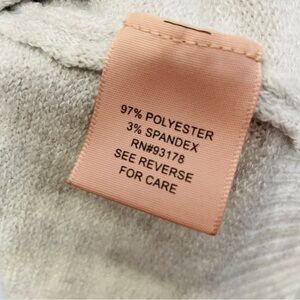 97% POLYESTER
3% SPANDEX
RN#93178
SEE REVERSE
FOR CARE